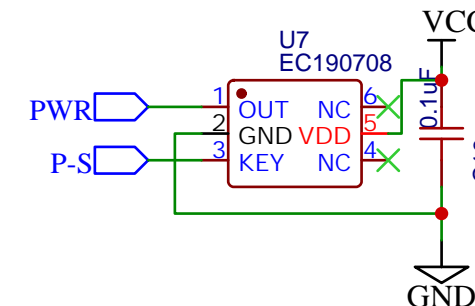 VCC
U7
EC190708
0.1uF
PWR
1 OUT NC 6
2 GND VDD 5
P-S
3 KEY NC 4
GND